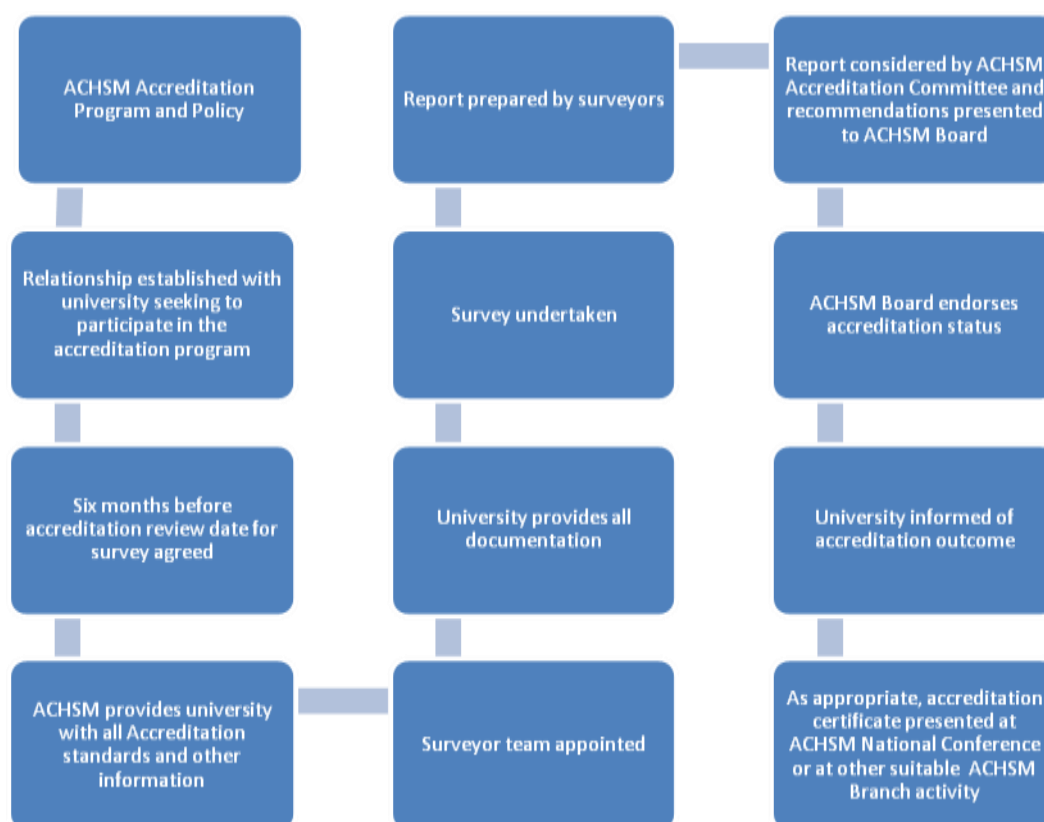 ACHSM Accreditation
Program and Policy
Relationship established with
university seeking to
participate in the
accreditation program
Six months before
accreditation review date for
survey agreed
ACHSM provides university
with all Accreditation
standards and other
information
Surveyor team appointed
University provides all
documentation
Survey undertaken
Report prepared by surveyors
Report considered by ACHSM
Accreditation Committee and
recommendations presented
to ACHSM Board
ACHSM Board endorses
accreditation status
University informed of
accreditation outcome
As appropriate, accreditation
certificate presented at
ACHSM National Conference
or at other suitable ACHSM
Branch activity